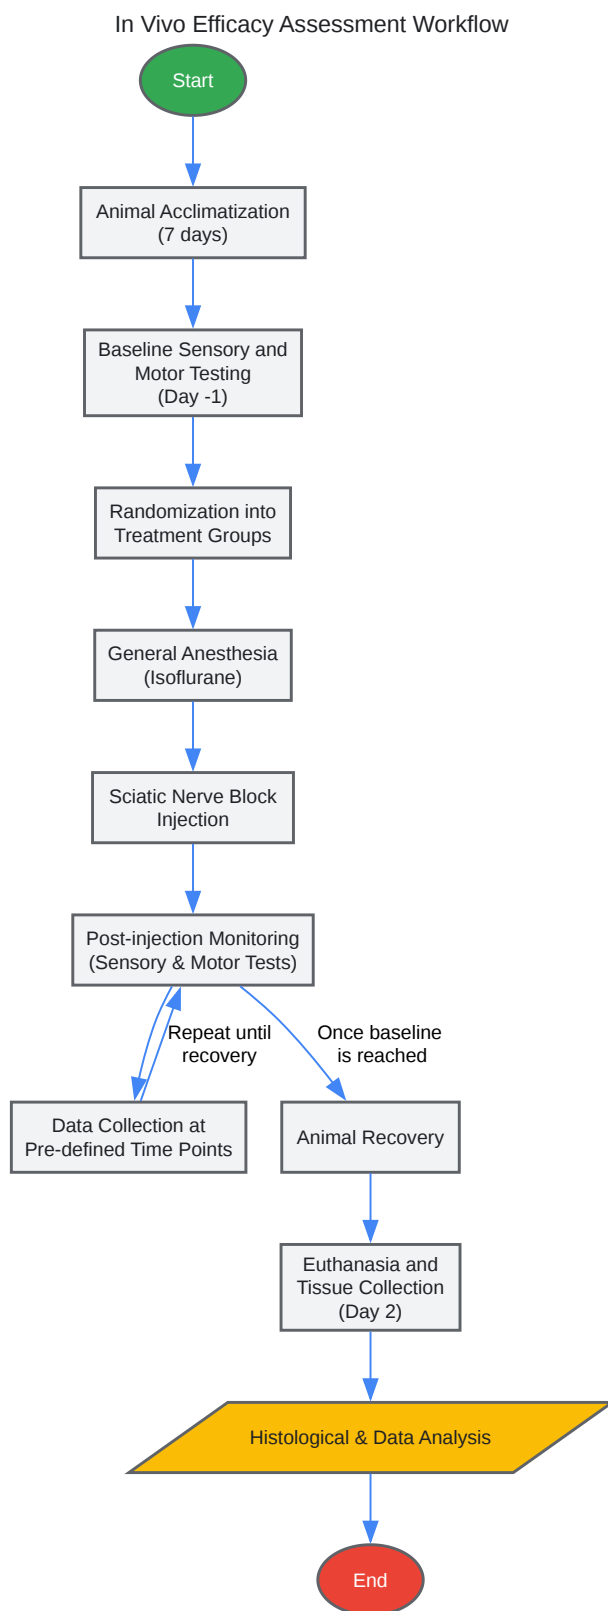 In Vivo Efficacy Assessment Workflow
Start
Animal Acclimatization
(7 days)
Baseline Sensory and
Motor Testing
(Day -1)
Randomization into
Treatment Groups
General Anesthesia
(Isoflurane)
Sciatic Nerve Block
Injection
Post-injection Monitoring
(Sensory & Motor Tests)
Repeat until
recovery
Once baseline
is reached
Data Collection at
Pre-defined Time Points
Animal Recovery
Euthanasia and
Tissue Collection
(Day 2)
Histological & Data Analysis
End